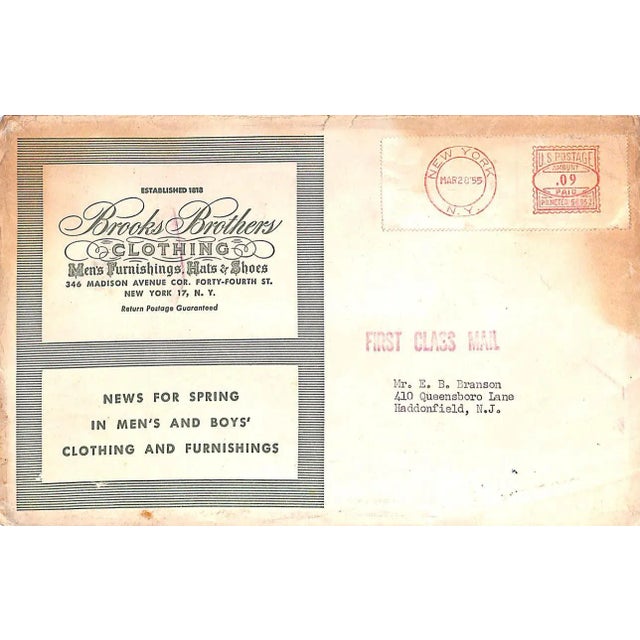 ESTABLISHED 1818
Brooks Brothers
CLOTHING
Men's Furnishings, Hats & Shoes
346 MADISON AVENUE COR. FORTY-FOURTH ST.
NEW YORK 17, N. Y.
Return Postage Guaranteed
NEWS FOR SPRING
IN MEN'S AND BOYS'
CLOTHING AND FURNISHINGS
NEW YORK
MAR 28 '55
N.Y.
U.S. POSTAGE
AMOUNT
.09
PAID
FIRST CLASS MAIL
Mr. E. B. Branson
410 Queensboro Lane
Haddonfield, N.J.